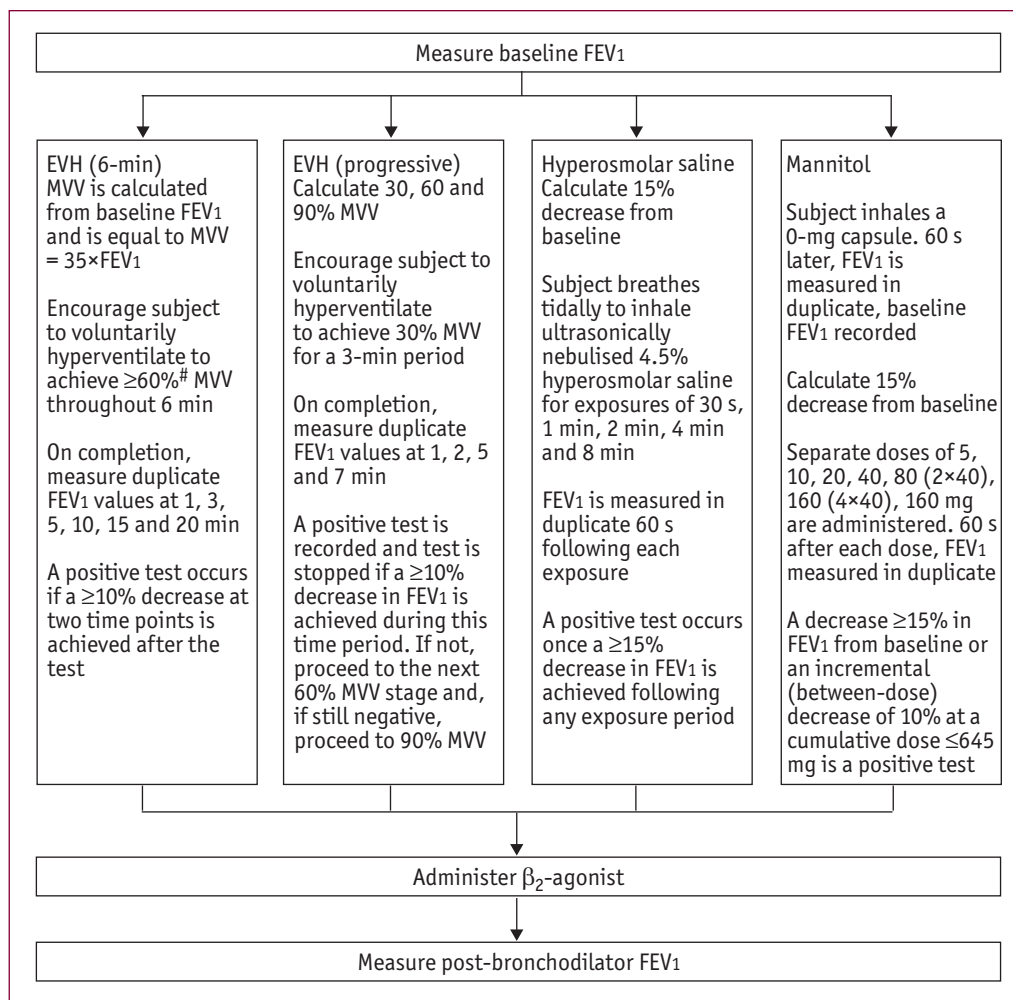 Measure baseline FEV1
EVH (6-min)
MVV is calculated
from baseline FEV1
and is equal to MVV
= 35×FEV1
Encourage subject
to voluntarily
hyperventilate to
achieve ≥60%# MVV
throughout 6 min
On completion,
measure duplicate
FEV1 values at 1, 3,
5, 10, 15 and 20 min
A positive test occurs
if a ≥10% decrease at
two time points is
achieved after the
test
EVH (progressive)
Calculate 30, 60 and
90% MVV
Encourage subject to
voluntarily
hyperventilate
to achieve 30% MVV
for a 3-min period
On completion,
measure duplicate
FEV1 values at 1, 2, 5
and 7 min
A positive test is
recorded and test is
stopped if a ≥10%
decrease in FEV1 is
achieved during this
time period. If not,
proceed to the next
60% MVV stage and,
if still negative,
proceed to 90% MVV
Hyperosmolar saline
Calculate 15%
decrease from
baseline
Subject breathes
tidally to inhale
ultrasonically
nebulised 4.5%
hyperosmolar saline
for exposures of 30 s,
1 min, 2 min, 4 min
and 8 min
FEV1 is measured in
duplicate 60 s
following each
exposure
A positive test occurs
once a ≥15%
decrease in FEV1 is
achieved following
any exposure period
Mannitol
Subject inhales a
0-mg capsule. 60 s
later, FEV1 is
measured in
duplicate, baseline
FEV1 recorded
Calculate 15%
decrease from baseline
Separate doses of 5,
10, 20, 40, 80 (2×40),
160 (4×40), 160 mg
are administered. 60 s
after each dose, FEV1
measured in duplicate
A decrease ≥15% in
FEV1 from baseline or
an incremental
(between-dose)
decrease of 10% at a
cumulative dose ≤645
mg is a positive test
Administer β2-agonist
Measure post-bronchodilator FEV1